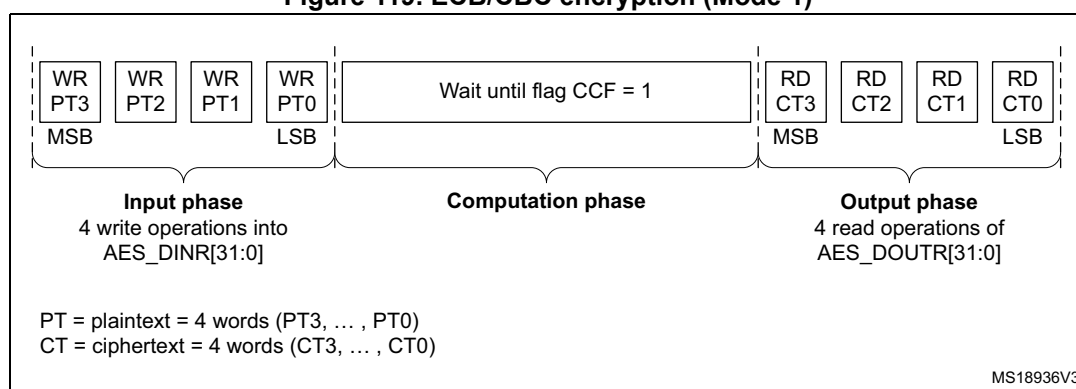 Figure 119. ECB/CBC encryption (Mode 1)
WR PT3
WR PT2
WR PT1
WR PT0
MSB
LSB
Wait until flag CCF = 1
RD CT3
RD CT2
RD CT1
RD CT0
MSB
LSB
Input phase
4 write operations into
AES_DINR[31:0]
Computation phase
Output phase
4 read operations of
AES_DOUTR[31:0]
PT = plaintext = 4 words (PT3, … , PT0)
CT = ciphertext = 4 words (CT3, … , CT0)
MS18936V3